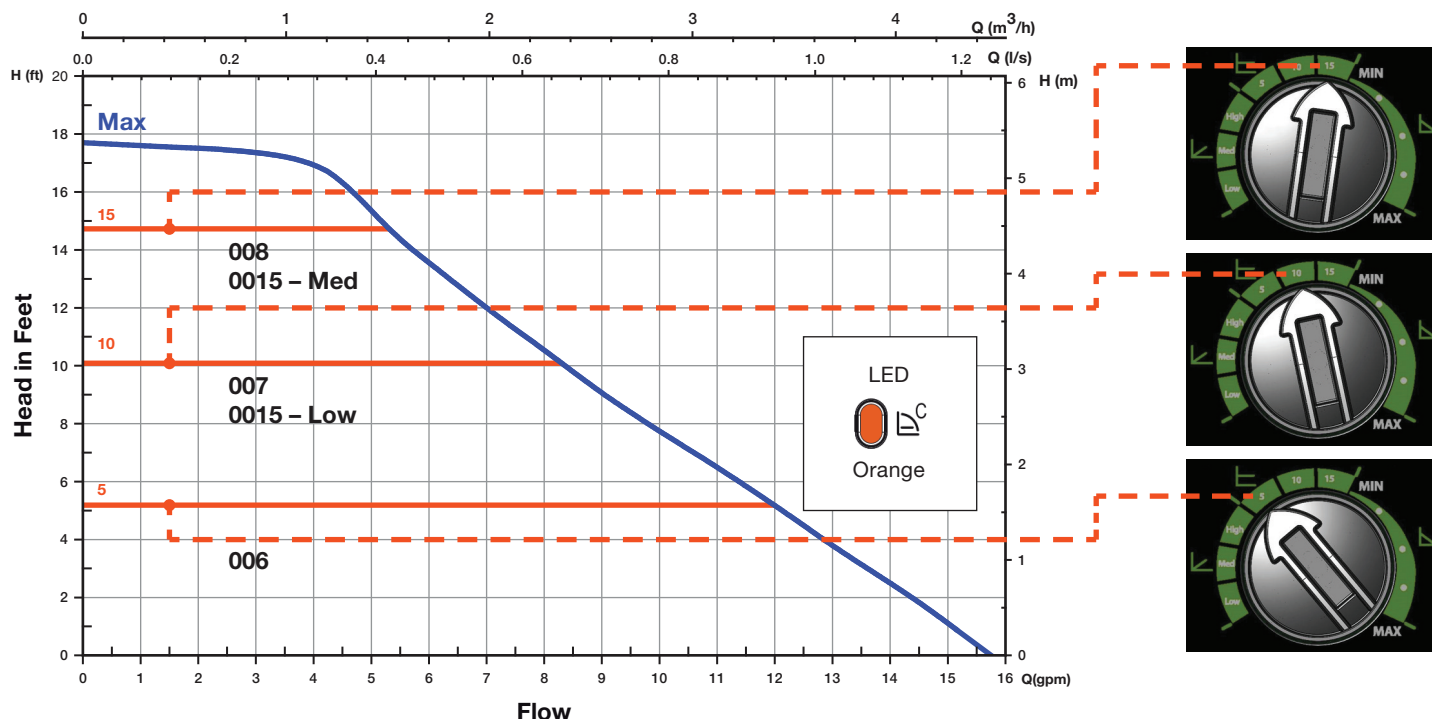 0 1 2 3 4 Q (m³/h)
0.0 0.2 0.4 0.6 0.8 1.0 1.2 Q (l/s)
H (ft) 20 6 H (m)
Max
18
5
16
15
14
008
0015 – Med
4
12
10
10
3
007
0015 – Low
8
Head in Feet
LED
C
Orange
2
6
5
4
006
1
2
0 0
0 1 2 3 4 5 6 7 8 9 10 11 12 13 14 15 16 Q(gpm)
Flow
5 10 15 MIN
High
Med
Low
MAX
5 10 15 MIN
High
Med
Low
MAX
5 10 15 MIN
High
Med
Low
MAX